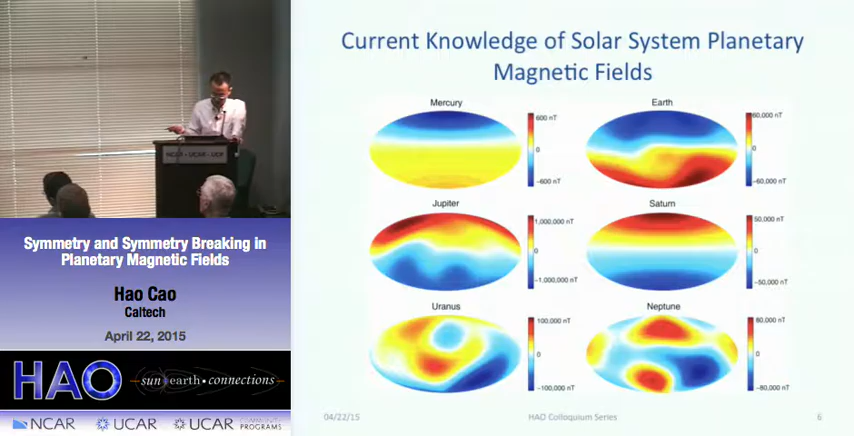 NCAR • UCAR • UCP
Symmetry and Symmetry Breaking in
Planetary Magnetic Fields
Hao Cao
Caltech
April 22, 2015
HAO
sun earth • connections
NCAR
UCAR
UCAR COMMUNITY
PROGRAMS
Current Knowledge of Solar System Planetary
Magnetic Fields
Mercury
600 nT
0
-600 nT
Earth
60,000 nT
0
-60,000 nT
Jupiter
1,000,000 nT
0
-1,000,000 nT
Saturn
50,000 nT
0
-50,000 nT
Uranus
100,000 nT
0
-100,000 nT
Neptune
80,000 nT
0
-80,000 nT
04/22/15
HAO Colloquium Series
6